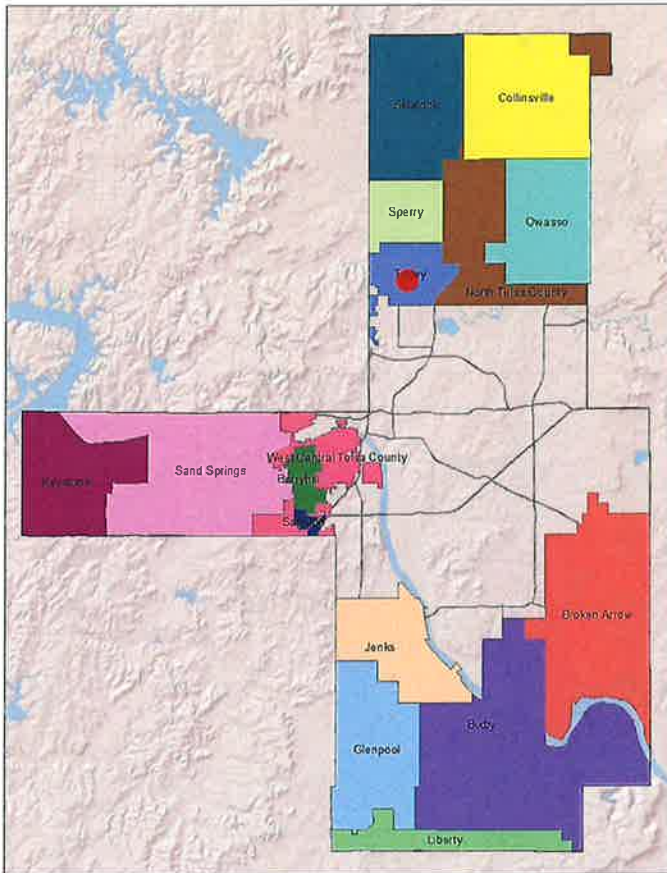 Skiatook
Collinsville
Sperry
Owasso
North Tulsa County
West Central Tulsa County
Sand Springs
Berryhill
Keystone
Broken Arrow
Jenks
Bixby
Glenpool
Liberty